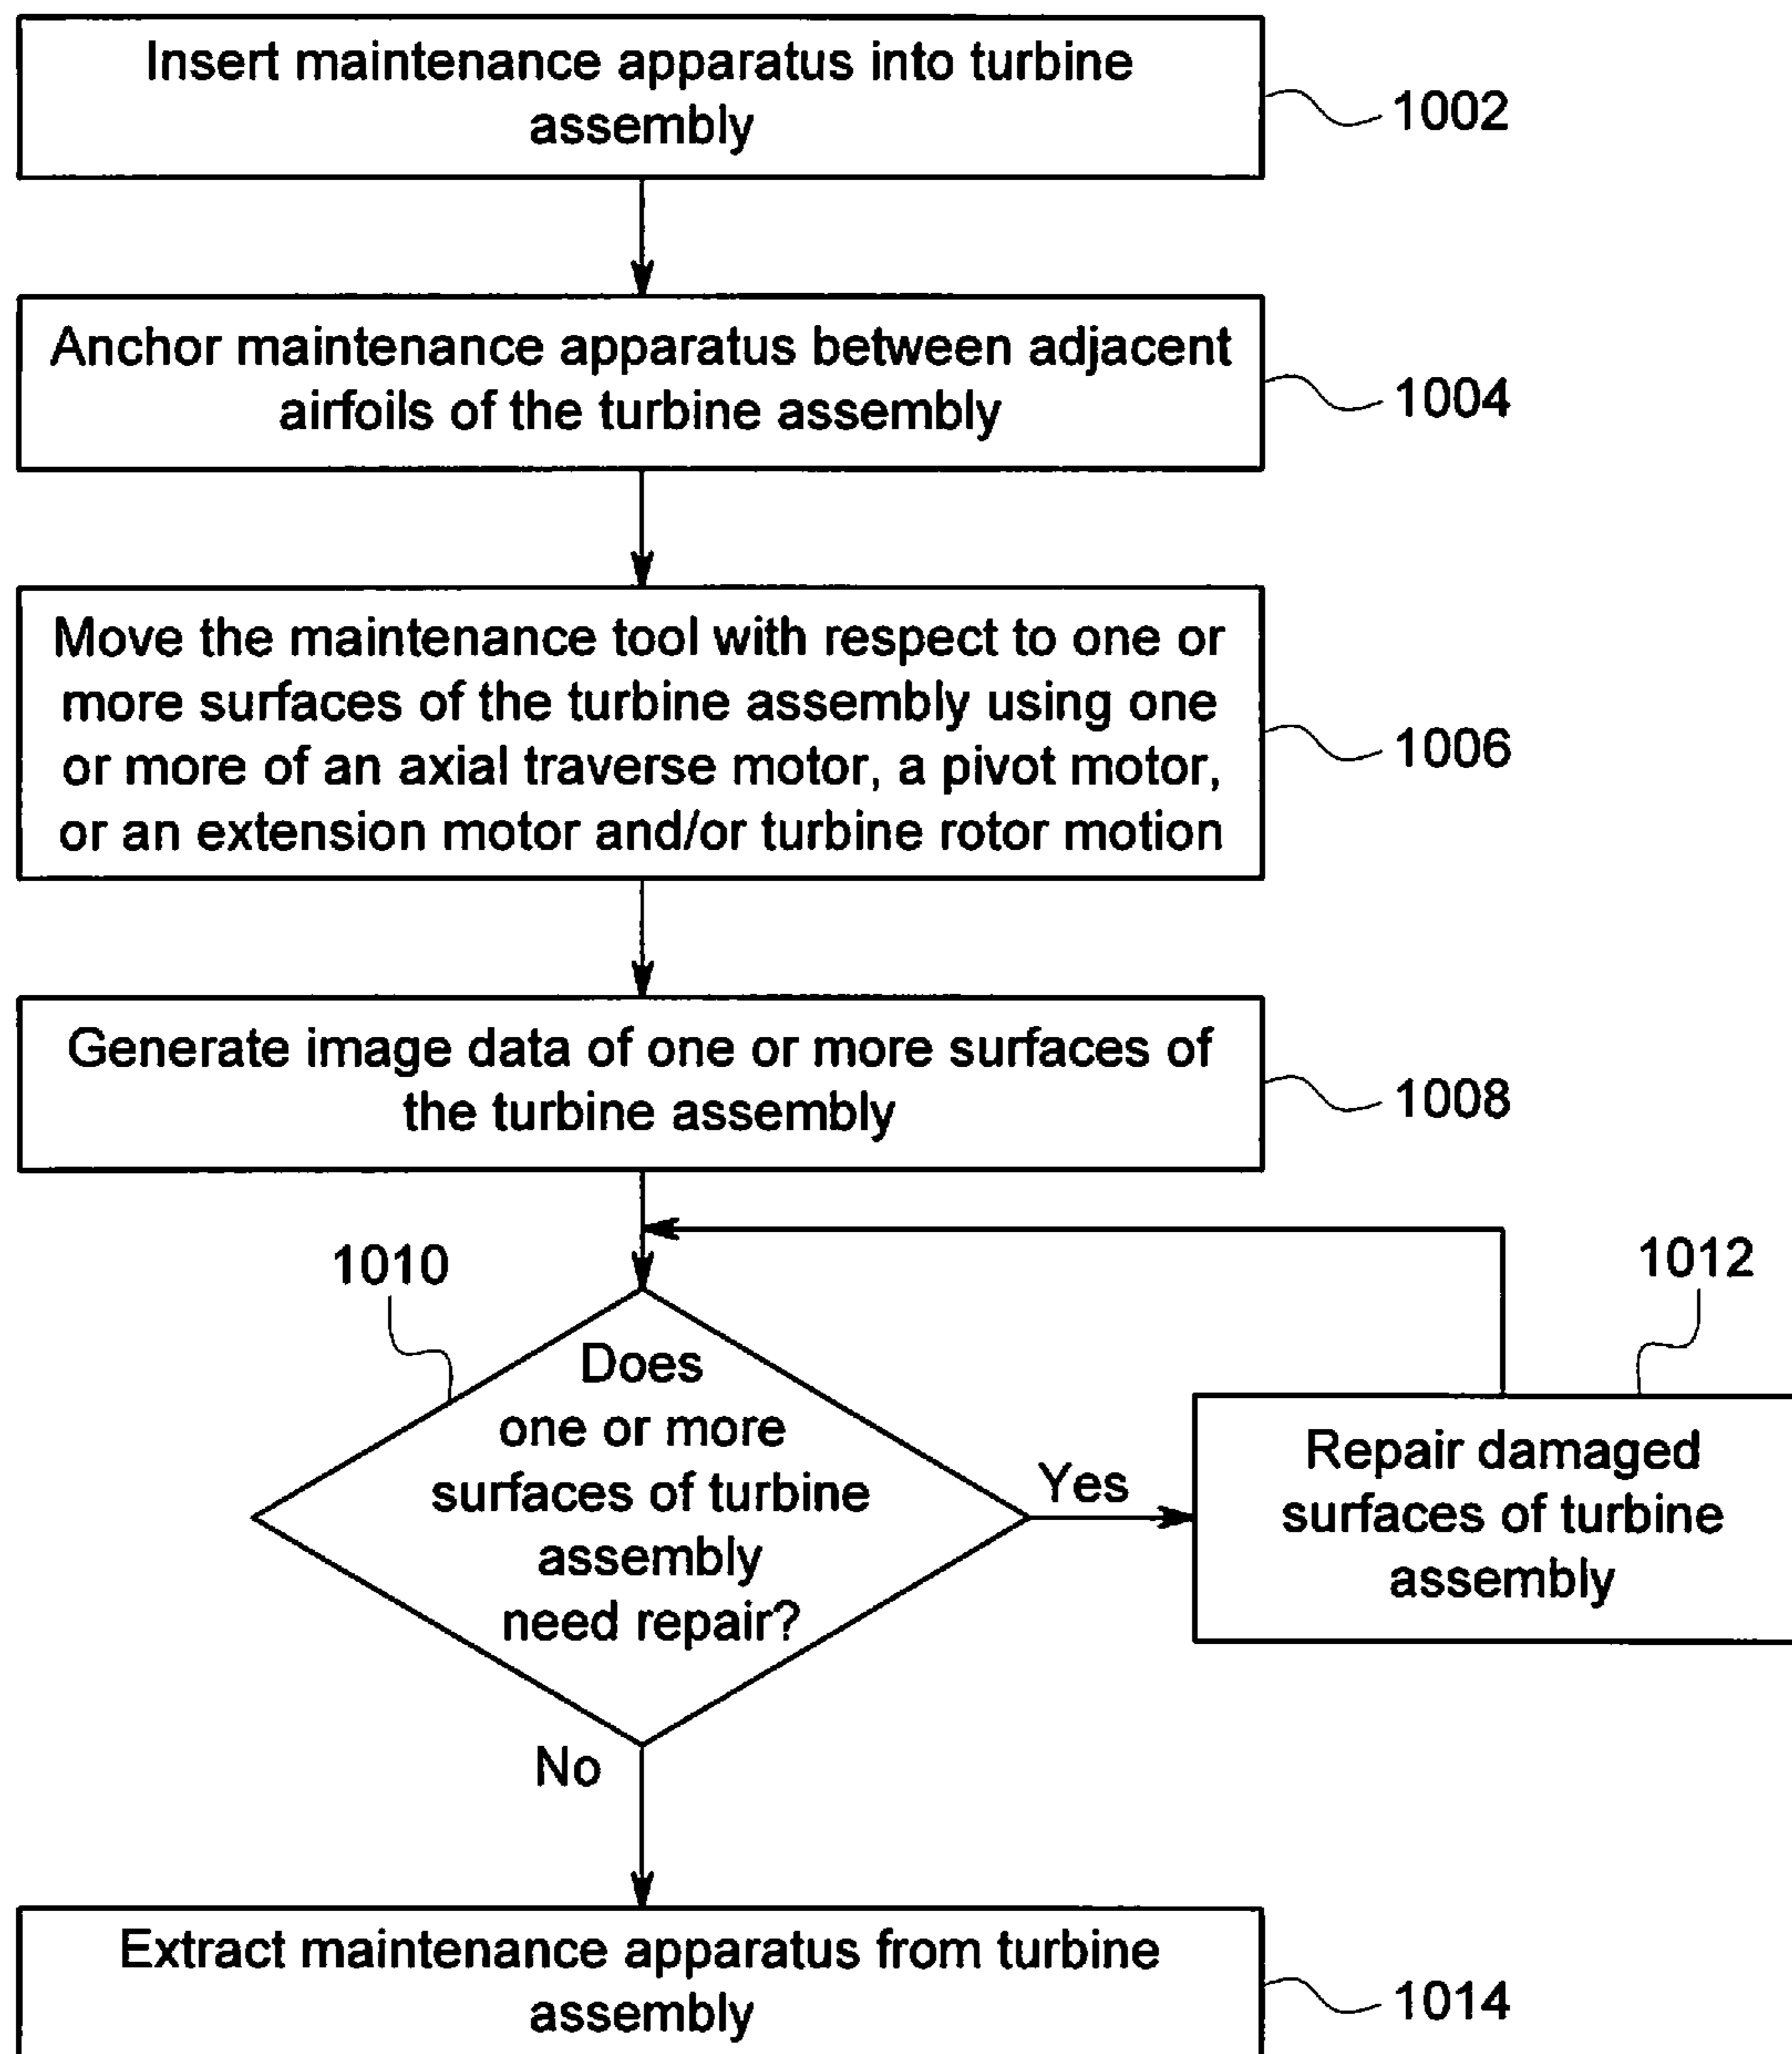 Insert maintenance apparatus into turbine
assembly
1002
Anchor maintenance apparatus between adjacent
airfoils of the turbine assembly
1004
Move the maintenance tool with respect to one or
more surfaces of the turbine assembly using one
or more of an axial traverse motor, a pivot motor,
or an extension motor and/or turbine rotor motion
1006
Generate image data of one or more surfaces of
the turbine assembly
1008
1010
Does
one or more
surfaces of turbine
assembly
need repair?
Yes
1012
Repair damaged
surfaces of turbine
assembly
No
Extract maintenance apparatus from turbine
assembly
1014